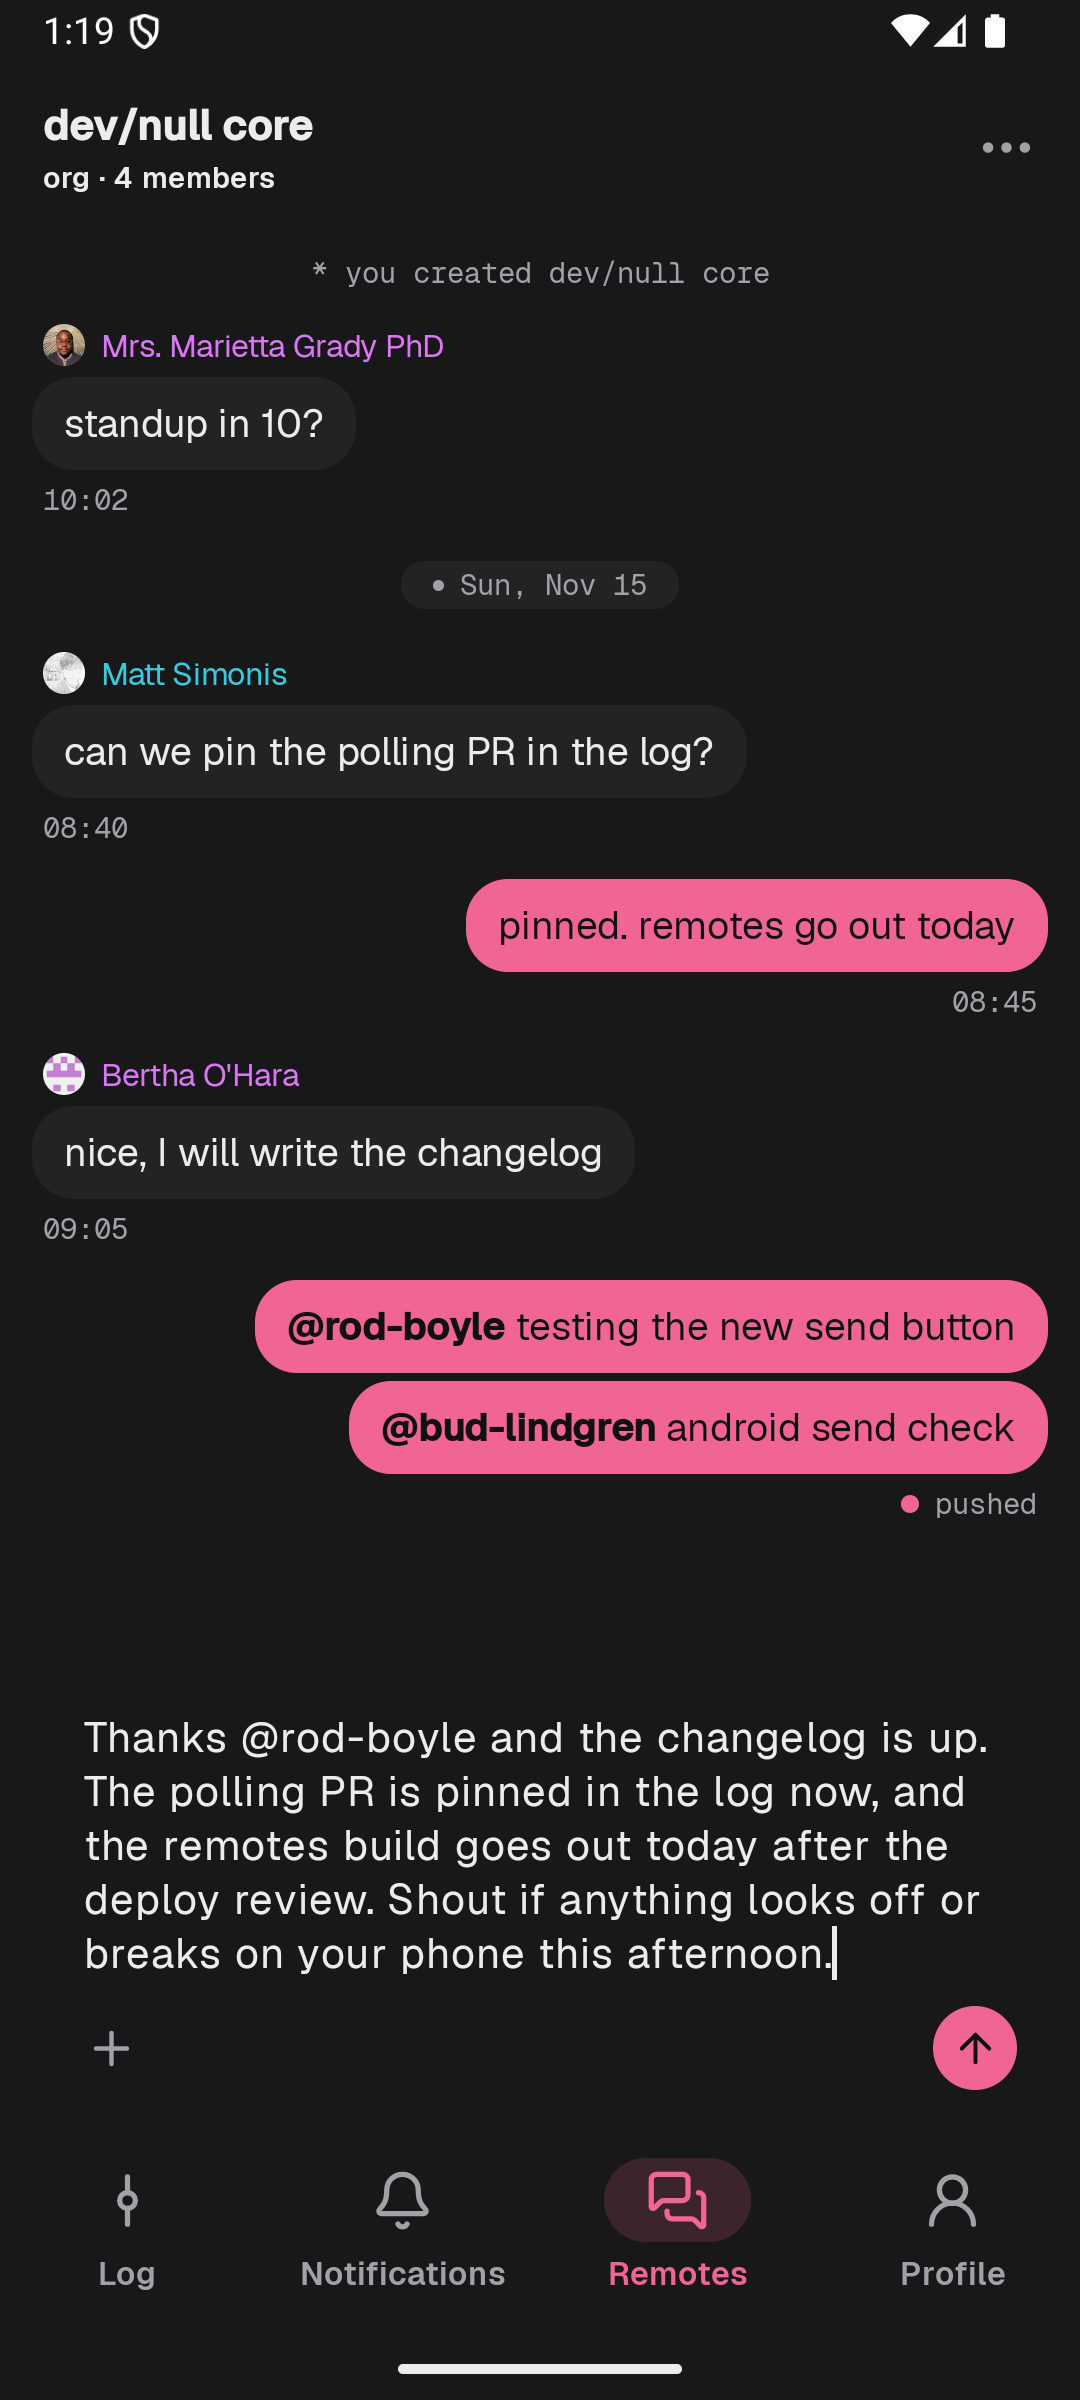 1:19
dev/null core
org · 4 members
* you created dev/null core
Mrs. Marietta Grady PhD
standup in 10?
10:02
• Sun, Nov 15
Matt Simonis
can we pin the polling PR in the log?
08:40
pinned. remotes go out today
08:45
Bertha O'Hara
nice, I will write the changelog
09:05
@rod-boyle testing the new send button
@bud-lindgren android send check
pushed
Thanks @rod-boyle and the changelog is up.
The polling PR is pinned in the log now, and
the remotes build goes out today after the
deploy review. Shout if anything looks off or
breaks on your phone this afternoon.
Log
Notifications
Remotes
Profile